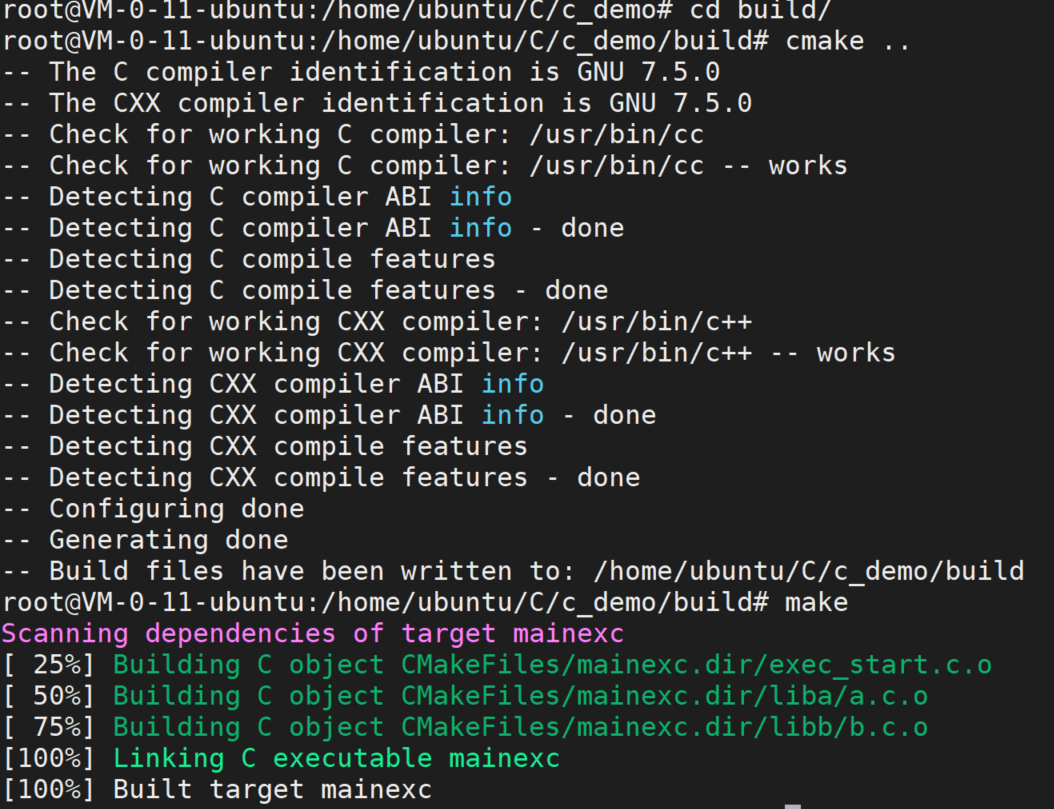 root@VM-0-11-ubuntu:/home/ubuntu/C/c_demo# cd build/
root@VM-0-11-ubuntu:/home/ubuntu/C/c_demo/build# cmake ..
-- The C compiler identification is GNU 7.5.0
-- The CXX compiler identification is GNU 7.5.0
-- Check for working C compiler: /usr/bin/cc
-- Check for working C compiler: /usr/bin/cc -- works
-- Detecting C compiler ABI info
-- Detecting C compiler ABI info - done
-- Detecting C compile features
-- Detecting C compile features - done
-- Check for working CXX compiler: /usr/bin/c++
-- Check for working CXX compiler: /usr/bin/c++ -- works
-- Detecting CXX compiler ABI info
-- Detecting CXX compiler ABI info - done
-- Detecting CXX compile features
-- Detecting CXX compile features - done
-- Configuring done
-- Generating done
-- Build files have been written to: /home/ubuntu/C/c_demo/build
root@VM-0-11-ubuntu:/home/ubuntu/C/c_demo/build# make
Scanning dependencies of target mainexc
[ 25%] Building C object CMakeFiles/mainexc.dir/exec_start.c.o
[ 50%] Building C object CMakeFiles/mainexc.dir/liba/a.c.o
[ 75%] Building C object CMakeFiles/mainexc.dir/libb/b.c.o
[100%] Linking C executable mainexc
[100%] Built target mainexc